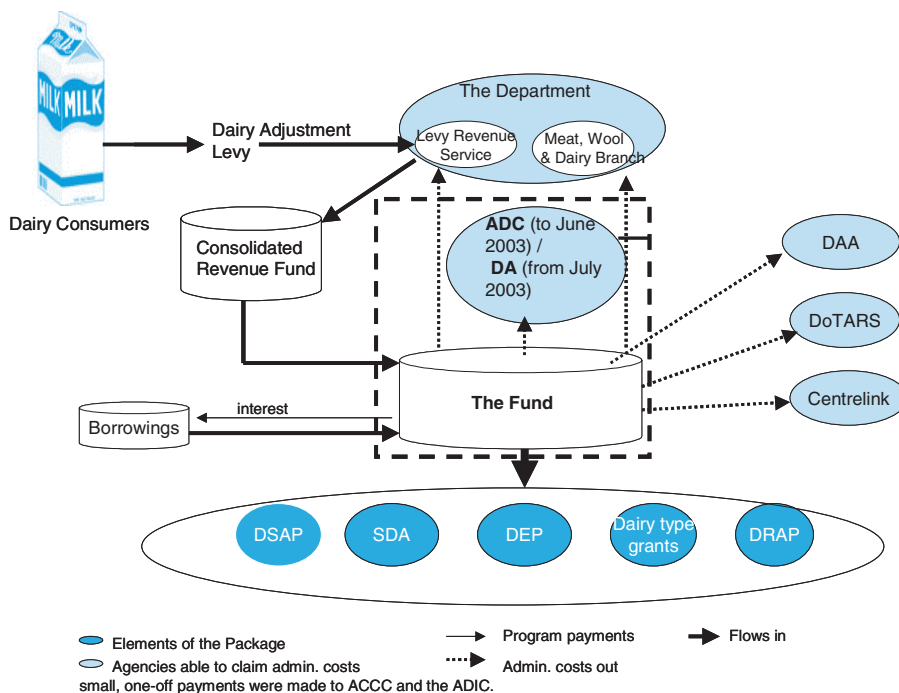 Milk
MILK MILK
The Department
Levy Revenue
Service
Meat, Wool
& Dairy Branch
Dairy Adjustment
Levy
Dairy Consumers
Consolidated
Revenue Fund
ADC (to June
2003) /
DA (from July
2003)
DAA
DoTARS
Centrelink
The Fund
interest
Borrowings
DSAP
SDA
DEP
Dairy type
grants
DRAP
Elements of the Package
Program payments
Flows in
Agencies able to claim admin. costs
Admin. costs out
small, one-off payments were made to ACCC and the ADIC.